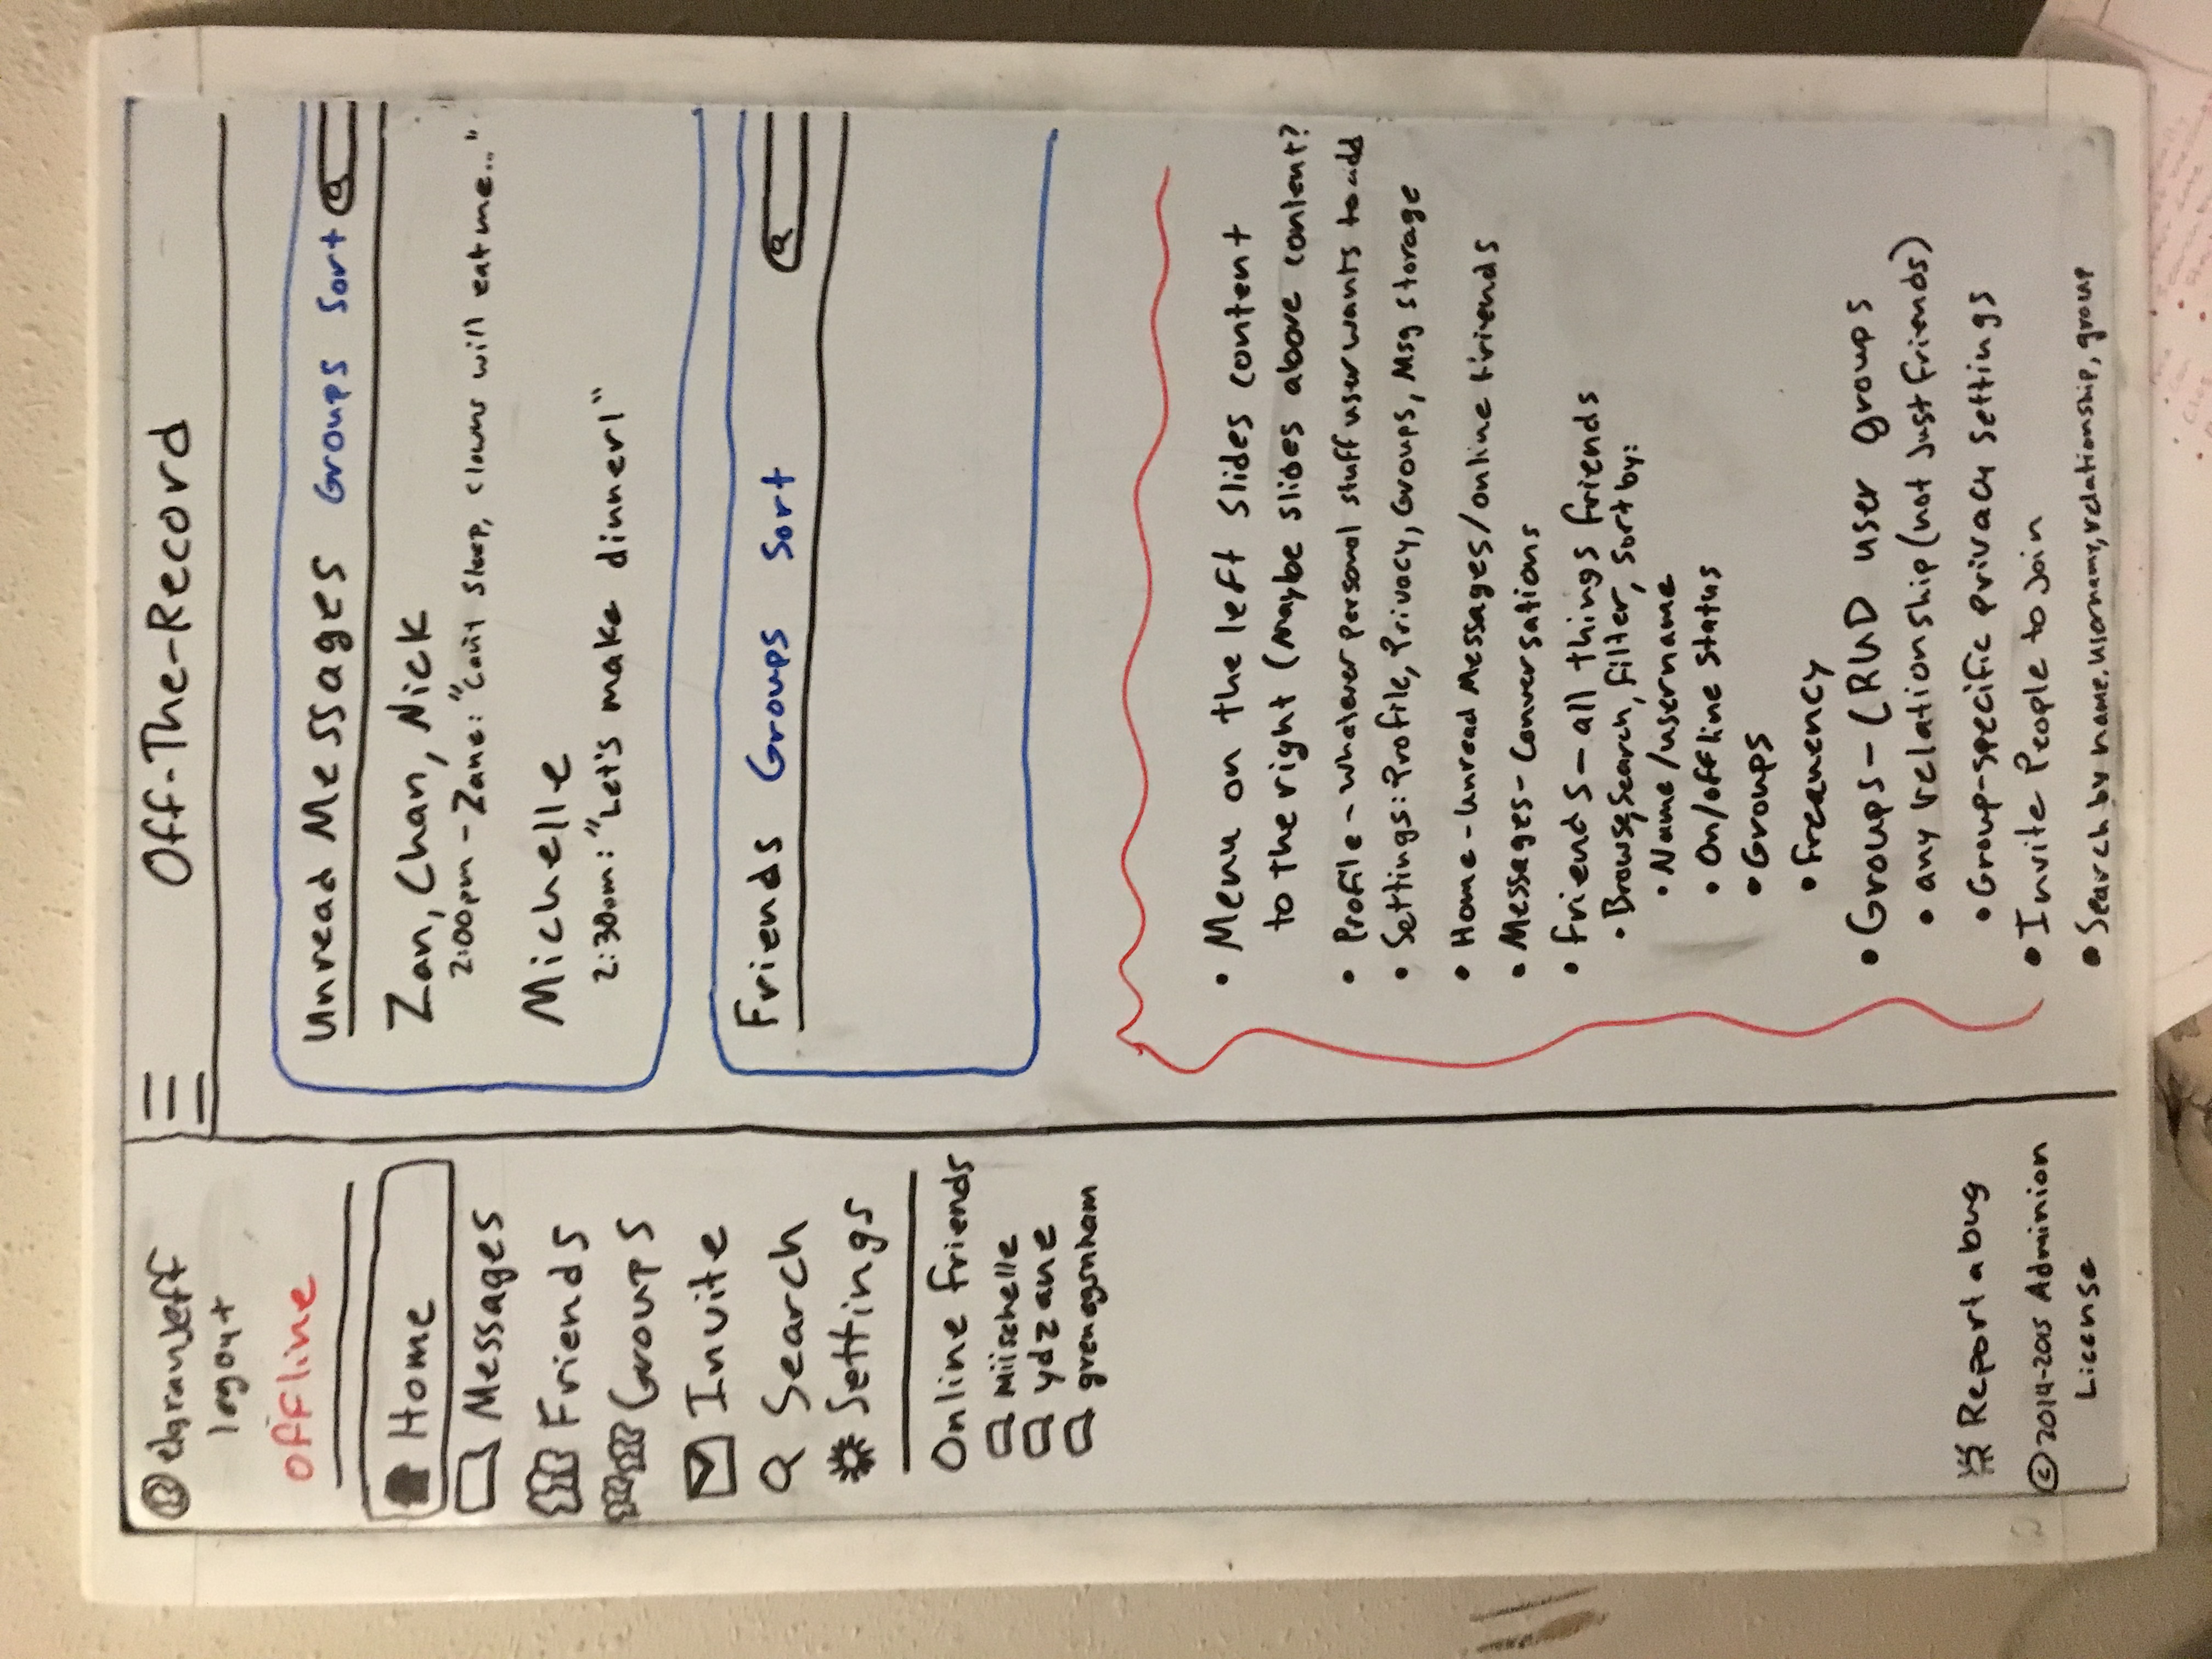 elgranjeff
logout
offline
Home
Messages
Friends
Groups
Invite
Search
Settings
Online friends
Miischelle
ydzane
grenegsnham
Report a bug
© 2014-2015 Adminion
License
Off-The-Record
Unread Messages Groups Sort
Zan, Chan, Nick
2:00pm - Zane: "Can't sleep, clowns will eat me..."
Michelle
2:30pm: "Let's make dinner!"
Friends Groups Sort
• Menu on the left slides content
to the right (Maybe slides above content?
• Profile - whatever personal stuff user wants to add
• Settings: Profile, Privacy, Groups, Msg storage
• Home - Unread Messages/online friends
• Messages - Conversations
• Friends - all things friends
• Browse, Search, filter, sort by:
• Name/username
• On/offline status
• Groups
• Frequency
• Groups - CRUD user groups
• any relationship (not just friends)
• Group-specific privacy settings
• Invite People to join
• Search by name, username, relationship, group